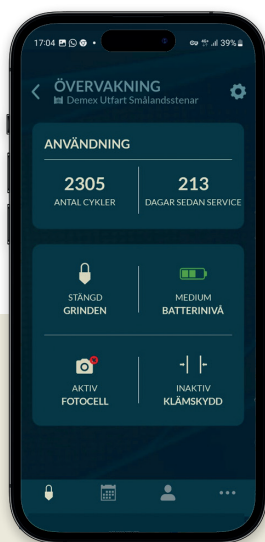 17:04
39%
ÖVERVAKNING
Demex Utfart Smålandsstenar
ANVÄNDNING
2305
ANTAL CYKLER
213
DAGAR SEDAN SERVICE
STÄNGD
GRINDEN
MEDIUM
BATTERINIVÅ
AKTIV
FOTOCELL
INAKTIV
KLÄMSKYDD